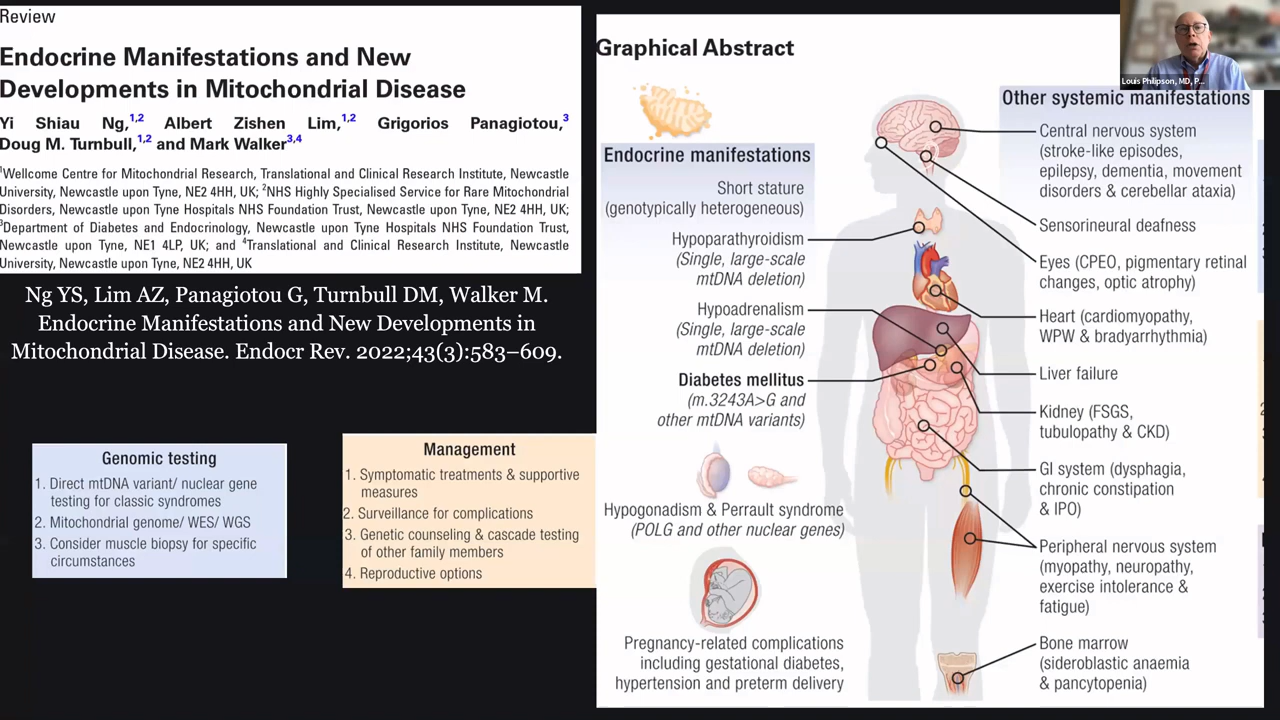 Review
Endocrine Manifestations and New
Developments in Mitochondrial Disease
Yi Shiau Ng,1,2 Albert Zishen Lim,1,2 Grigorios Panagiotou,3
Doug M. Turnbull,1,2 and Mark Walker3,4
1Wellcome Centre for Mitochondrial Research, Translational and Clinical Research Institute, Newcastle
University, Newcastle upon Tyne, NE2 4HH, UK; 2NHS Highly Specialised Service for Rare Mitochondrial
Disorders, Newcastle upon Tyne Hospitals NHS Foundation Trust, Newcastle upon Tyne, NE2 4HH, UK;
3Department of Diabetes and Endocrinology, Newcastle upon Tyne Hospitals NHS Foundation Trust,
Newcastle upon Tyne, NE1 4LP, UK; and 4Translational and Clinical Research Institute, Newcastle
University, Newcastle upon Tyne, NE2 4HH, UK
Ng YS, Lim AZ, Panagiotou G, Turnbull DM, Walker M.
Endocrine Manifestations and New Developments in
Mitochondrial Disease. Endocr Rev. 2022;43(3):583–609.
Genomic testing
1. Direct mtDNA variant/ nuclear gene
testing for classic syndromes
2. Mitochondrial genome/ WES/ WGS
3. Consider muscle biopsy for specific
circumstances
Management
1. Symptomatic treatments & supportive
measures
2. Surveillance for complications
3. Genetic counseling & cascade testing
of other family members
4. Reproductive options
Graphical Abstract
Endocrine manifestations
Short stature
(genotypically heterogeneous)
Hypoparathyroidism
(Single, large-scale
mtDNA deletion)
Hypoadrenalism
(Single, large-scale
mtDNA deletion)
Diabetes mellitus
(m.3243A>G and
other mtDNA variants)
Hypogonadism & Perrault syndrome
(POLG and other nuclear genes)
Pregnancy-related complications
including gestational diabetes,
hypertension and preterm delivery
Louis Philipson, MD, P...
Other systemic manifestations
Central nervous system
(stroke-like episodes,
epilepsy, dementia, movement
disorders & cerebellar ataxia)
Sensorineural deafness
Eyes (CPEO, pigmentary retinal
changes, optic atrophy)
Heart (cardiomyopathy,
WPW & bradyarrhythmia)
Liver failure
Kidney (FSGS,
tubulopathy & CKD)
GI system (dysphagia,
chronic constipation
& IPO)
Peripheral nervous system
(myopathy, neuropathy,
exercise intolerance &
fatigue)
Bone marrow
(sideroblastic anaemia
& pancytopenia)